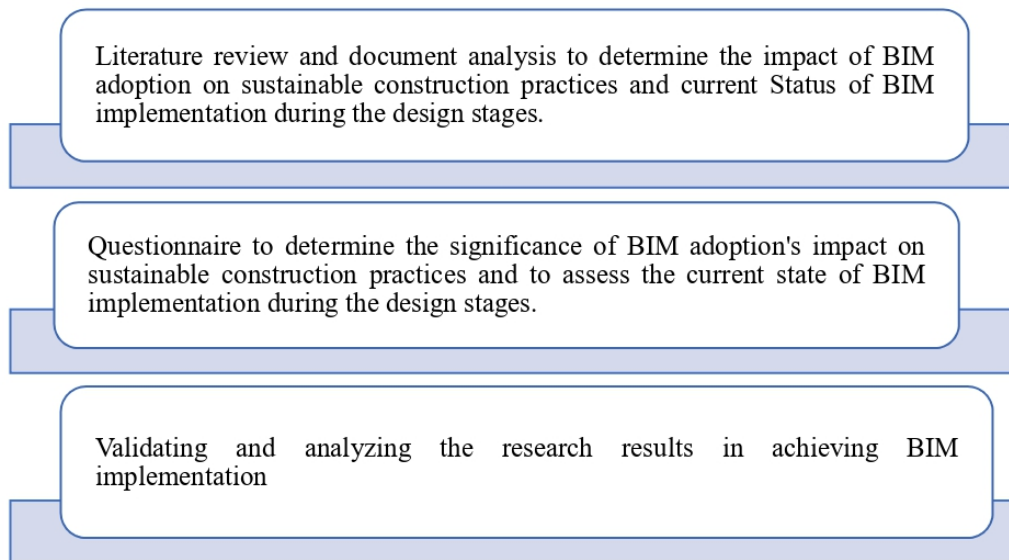 Literature review and document analysis to determine the impact of BIM
adoption on sustainable construction practices and current Status of BIM
implementation during the design stages.
Questionnaire to determine the significance of BIM adoption's impact on
sustainable construction practices and to assess the current state of BIM
implementation during the design stages.
Validating and analyzing the research results in achieving BIM
implementation